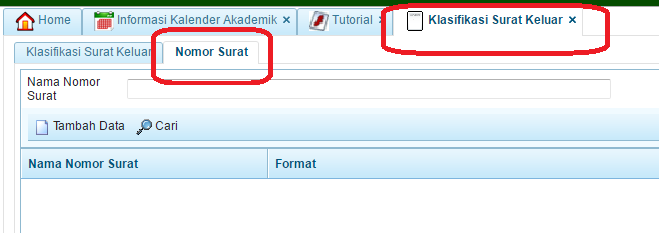 Home Informasi Kalender Akademik × Tutorial × Klasifikasi Surat Keluar ×
Klasifikasi Surat Keluar Nomor Surat
Nama Nomor
Surat
Tambah Data Cari
Nama Nomor Surat Format